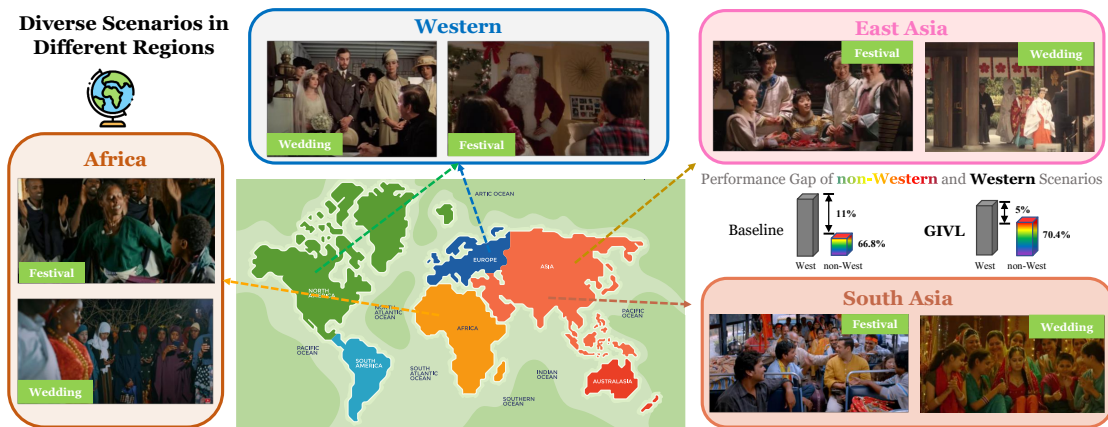 Diverse Scenarios in
Different Regions
Western
Wedding
Festival
East Asia
Festival
Wedding
Africa
Festival
Wedding
Performance Gap of non-Western and Western Scenarios
Baseline
11%
66.8%
West
non-West
GIVL
5%
70.4%
West
non-West
South Asia
Festival
Wedding
ARTIC OCEAN
EUROPE
ASIA
NORTH
AMERICA
NORTH
ATLANTIC
OCEAN
AFRICA
PACIFIC
OCEAN
PACIFIC
OCEAN
SOUTH
AMERICA
SOUTH
ATLANTIC
OCEAN
INDIAN
OCEAN
AUSTRALASIA
SOUTHERN
OCEAN